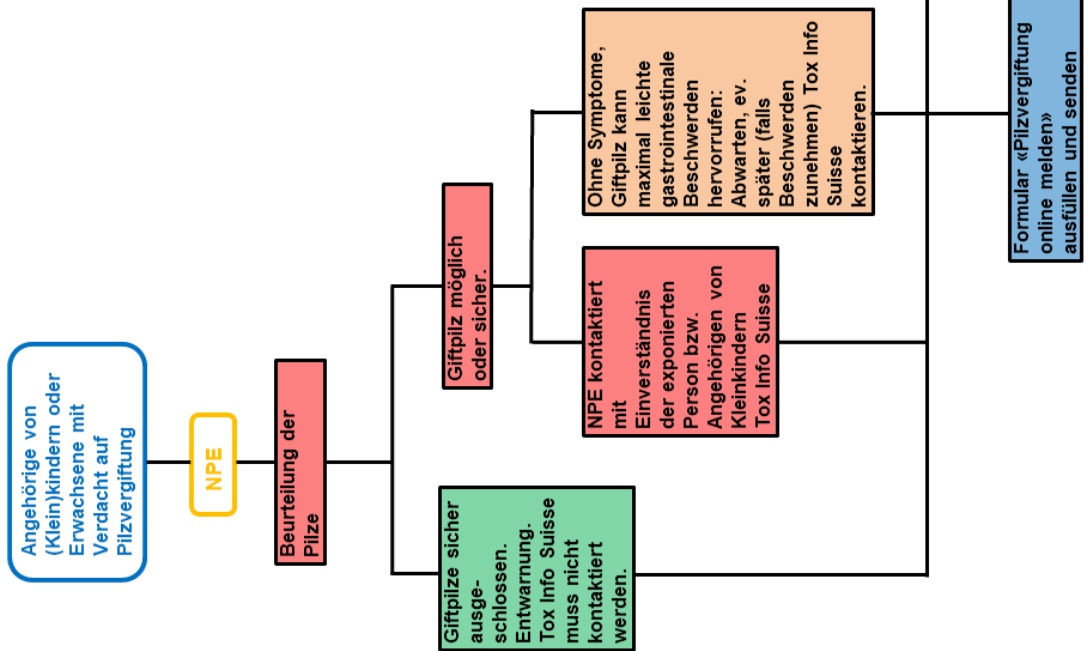 Angehörige von
(Klein)kindern oder
Erwachsene mit
Verdacht auf
Pilzvergiftung
NPE
Beurteilung der
Pilze
Giftpilze sicher
ausge-
schlossen.
Entwarnung.
Tox Info Suisse
muss nicht
kontaktiert
werden.
Giftpilz möglich
oder sicher.
NPE kontaktiert
mit
Einverständnis
der exponierten
Person bzw.
Angehörigen von
Kleinkindern
Tox Info Suisse
Ohne Symptome,
Giftpilz kann
maximal leichte
gastrointestinale
Beschwerden
hervorrufen:
Abwarten, ev.
später (falls
Beschwerden
zunehmen) Tox Info
Suisse
kontaktieren.
Formular «Pilzvergiftung
online melden»
ausfüllen und senden